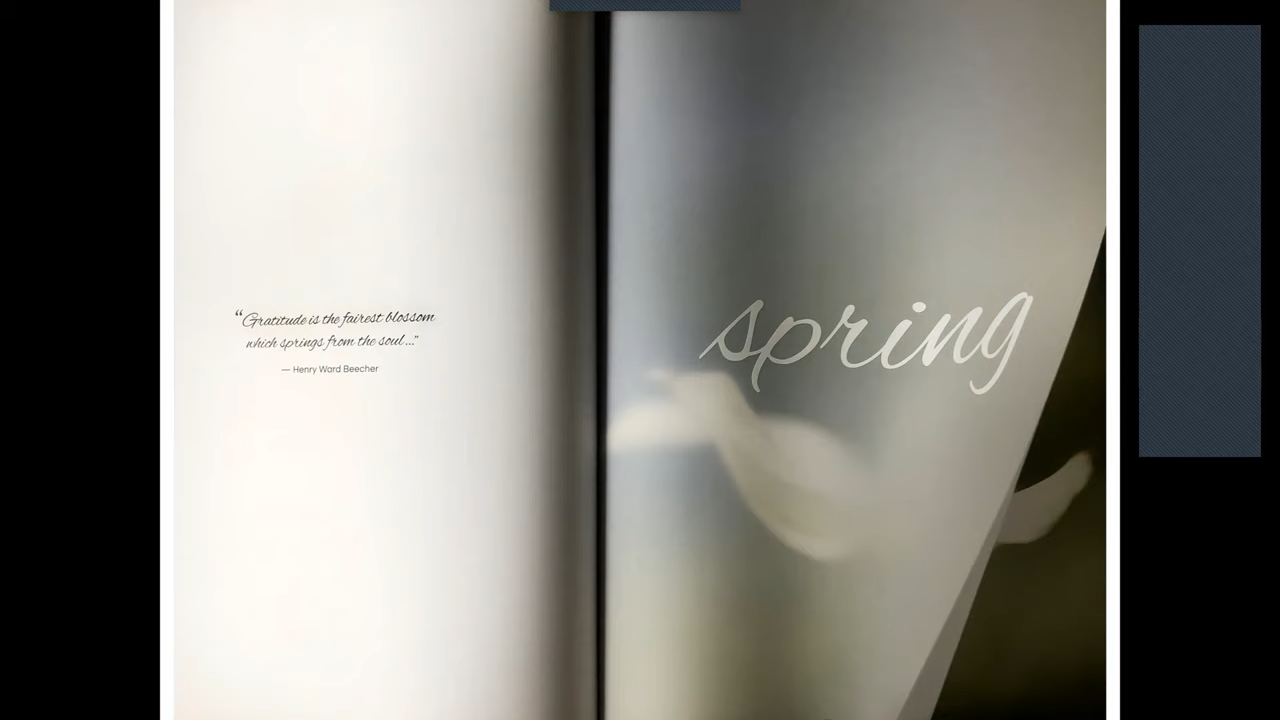 “Gratitude is the fairest blossom
which springs from the soul...”
— Henry Ward Beecher
spring